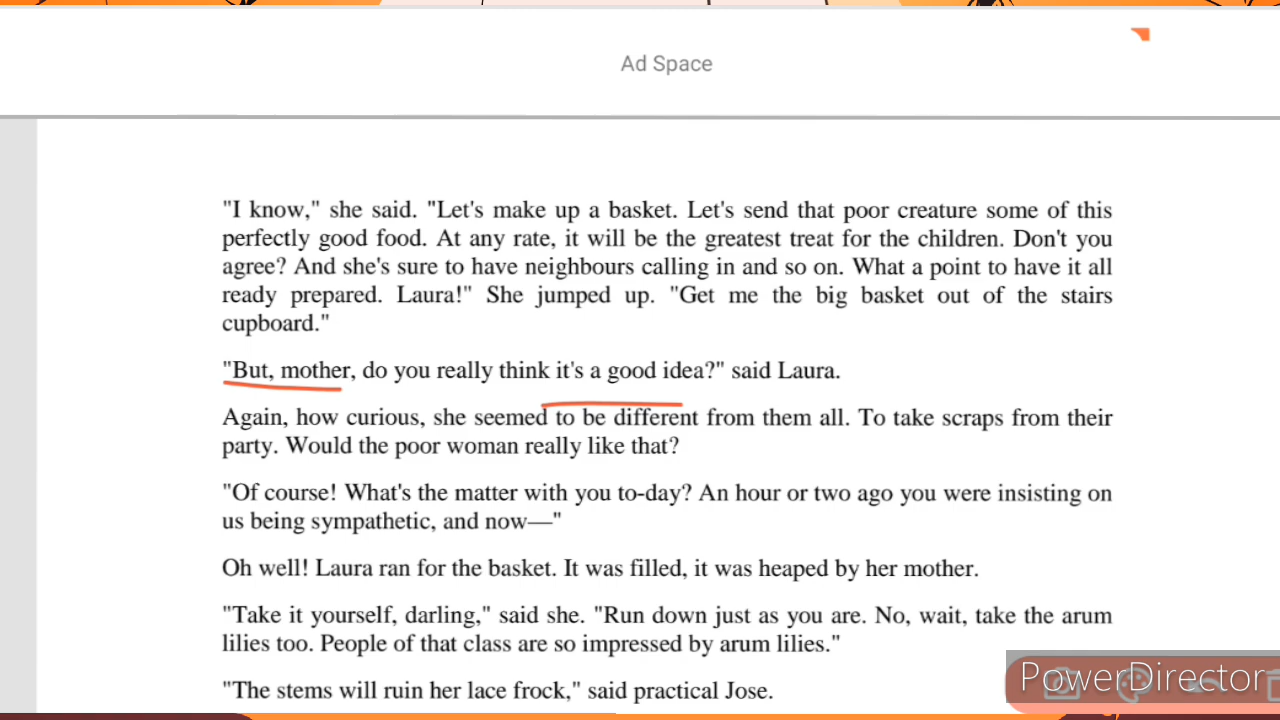 Ad Space
"I know," she said. "Let's make up a basket. Let's send that poor creature some of this
perfectly good food. At any rate, it will be the greatest treat for the children. Don't you
agree? And she's sure to have neighbours calling in and so on. What a point to have it all
ready prepared. Laura!" She jumped up. "Get me the big basket out of the stairs
cupboard."
"But, mother, do you really think it's a good idea?" said Laura.
Again, how curious, she seemed to be different from them all. To take scraps from their
party. Would the poor woman really like that?
"Of course! What's the matter with you to-day? An hour or two ago you were insisting on
us being sympathetic, and now—"
Oh well! Laura ran for the basket. It was filled, it was heaped by her mother.
"Take it yourself, darling," said she. "Run down just as you are. No, wait, take the arum
lilies too. People of that class are so impressed by arum lilies."
"The stems will ruin her lace frock," said practical Jose.
PowerDirector